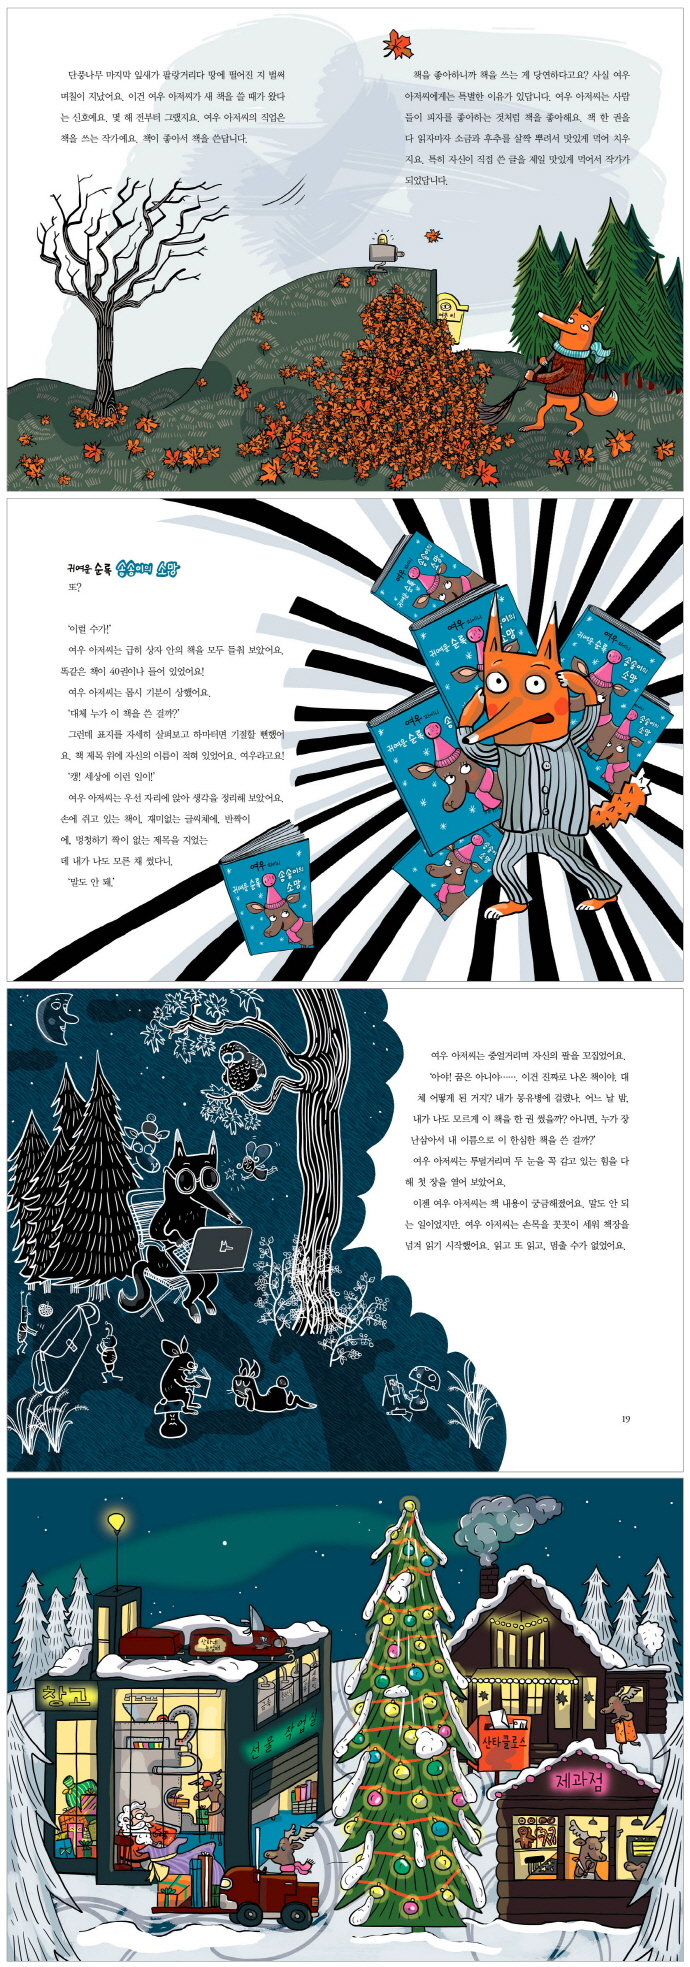 단풍나무 마지막 잎새가 팔랑거리다 땅에 떨어진 지 벌써
며칠이 지났어요. 이건 여우 아저씨가 새 책을 쓸 때가 왔다
는 신호예요. 몇 해 전부터 그랬지요. 여우 아저씨의 직업은
책을 쓰는 작가예요. 책이 좋아서 책을 쓴답니다.
책을 좋아하니까 책을 쓰는 게 당연하다고요? 사실 여우
아저씨에게는 특별한 이유가 있답니다. 여우 아저씨는 사람
들이 피자를 좋아하는 것처럼 책을 좋아해요. 책 한 권을
다 읽자마자 소금과 후추를 살짝 뿌려서 맛있게 먹어 치우
지요. 특히 자신이 직접 쓴 글을 제일 맛있게 먹어서 작가가
되었답니다.
귀여운 순록 송송이의 소망
또?
'이럴 수가!'
여우 아저씨는 급히 상자 안의 책을 모두 들춰 보았어요.
똑같은 책이 40권이나 들어 있었어요!
여우 아저씨는 몹시 기분이 상했어요.
'대체 누가 이 책을 쓴 걸까?'
그런데 표지를 자세히 살펴보고 하마터면 기절할 뻔했어
요. 책 제목 위에 자신의 이름이 적혀 있었어요. 여우라고요!
'캥! 세상에 이런 일이!'
여우 아저씨는 우선 자리에 앉아 생각을 정리해 보았어요.
손에 쥐고 있는 책이, 재미없는 글씨체에, 반짝이
에, 멍청하기 짝이 없는 제목을 지었는
데 내가 나도 모른 채 썼다니,
'말도 안 돼.'
여우
귀여운 순록 송송이의
소망
여우 아저씨는 중얼거리며 자신의 팔을 꼬집었어요.
'아야! 꿈은 아니야……. 이건 진짜로 나온 책이야. 대
체 어떻게 된 거지? 내가 몽유병에 걸렸나. 어느 날 밤,
내가 나도 모르게 이 책을 한 권 썼을까? 아니면, 누가 장
난삼아서 내 이름으로 이 한심한 책을 쓴 걸까?'
여우 아저씨는 투덜거리며 두 눈을 꼭 감고 있는 힘을 다
해 첫 장을 열어 보았어요.
이젠 여우 아저씨는 책 내용이 궁금해졌어요. 말도 안 되
는 일이었지만, 여우 아저씨는 손목을 꼿꼿이 세워 책장을
넘겨 읽기 시작했어요. 읽고 또 읽고, 멈출 수가 없었어요.
19
창고
선물 작업실
산타클로스
제과점